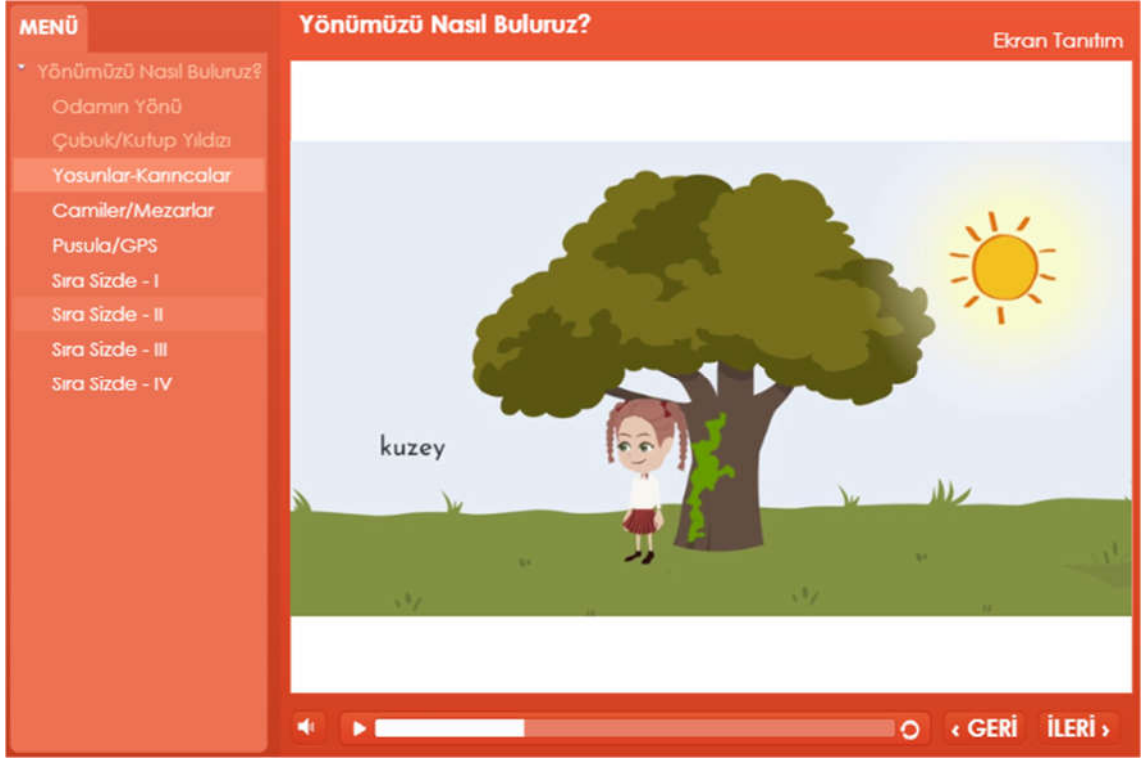 MENÜ
Yönümüzü Nasıl Buluruz?
Odamın Yönü
Çubuk/Kutup Yıldızı
Yosunlar-Karıncalar
Camiler/Mezarlar
Pusula/GPS
Sıra Sizde - I
Sıra Sizde - II
Sıra Sizde - III
Sıra Sizde - IV
Yönümüzü Nasıl Buluruz?
Ekran Tanıtım
kuzey
‹ GERİ
İLERİ ›